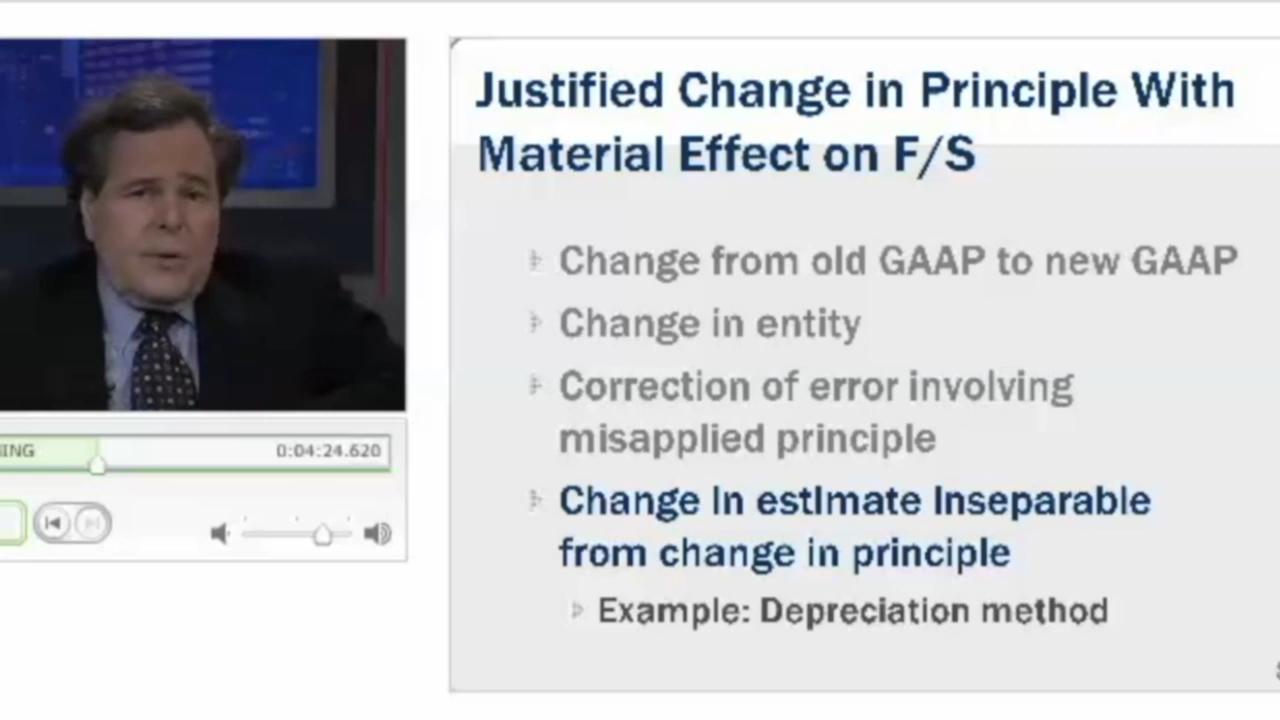 Justified Change in Principle With
Material Effect on F/S
Change from old GAAP to new GAAP
Change in entity
Correction of error involving
misapplied principle
Change in estimate Inseparable
from change in principle
Example: Depreciation method
0:04:24.620